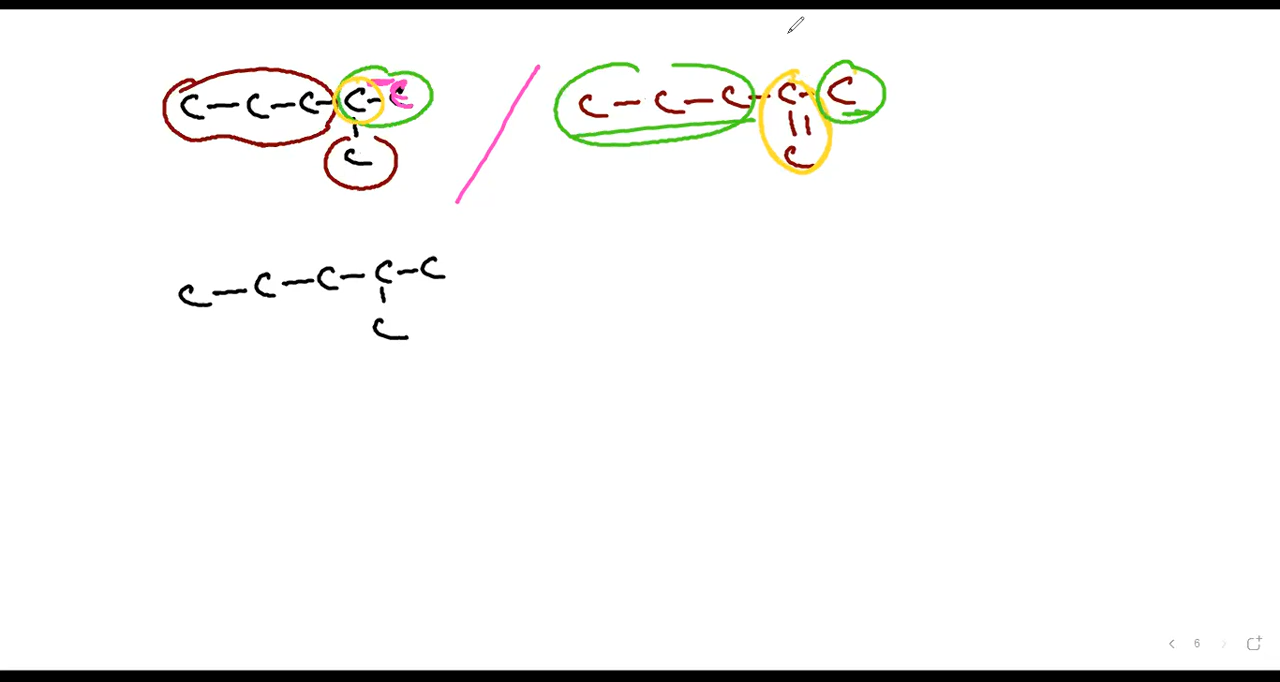 C — C — C — C — C / C — C — C — C — C
| ||
C C
C — C — C — C — C
|
C
6